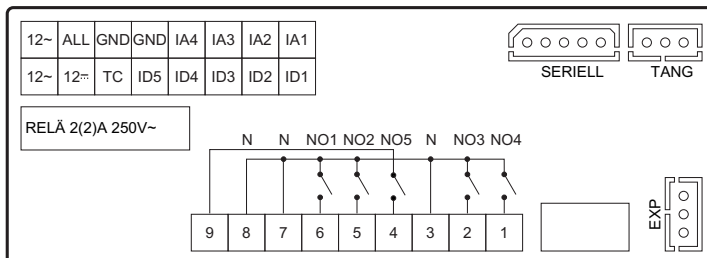 12~ ALL GND GND IA4 IA3 IA2 IA1
12~ 12⎓ TC ID5 ID4 ID3 ID2 ID1
SERIELL TANG
RELÄ 2(2)A 250V~
N N NO1 NO2 NO5 N NO3 NO4
EXP
9 8 7 6 5 4 3 2 1